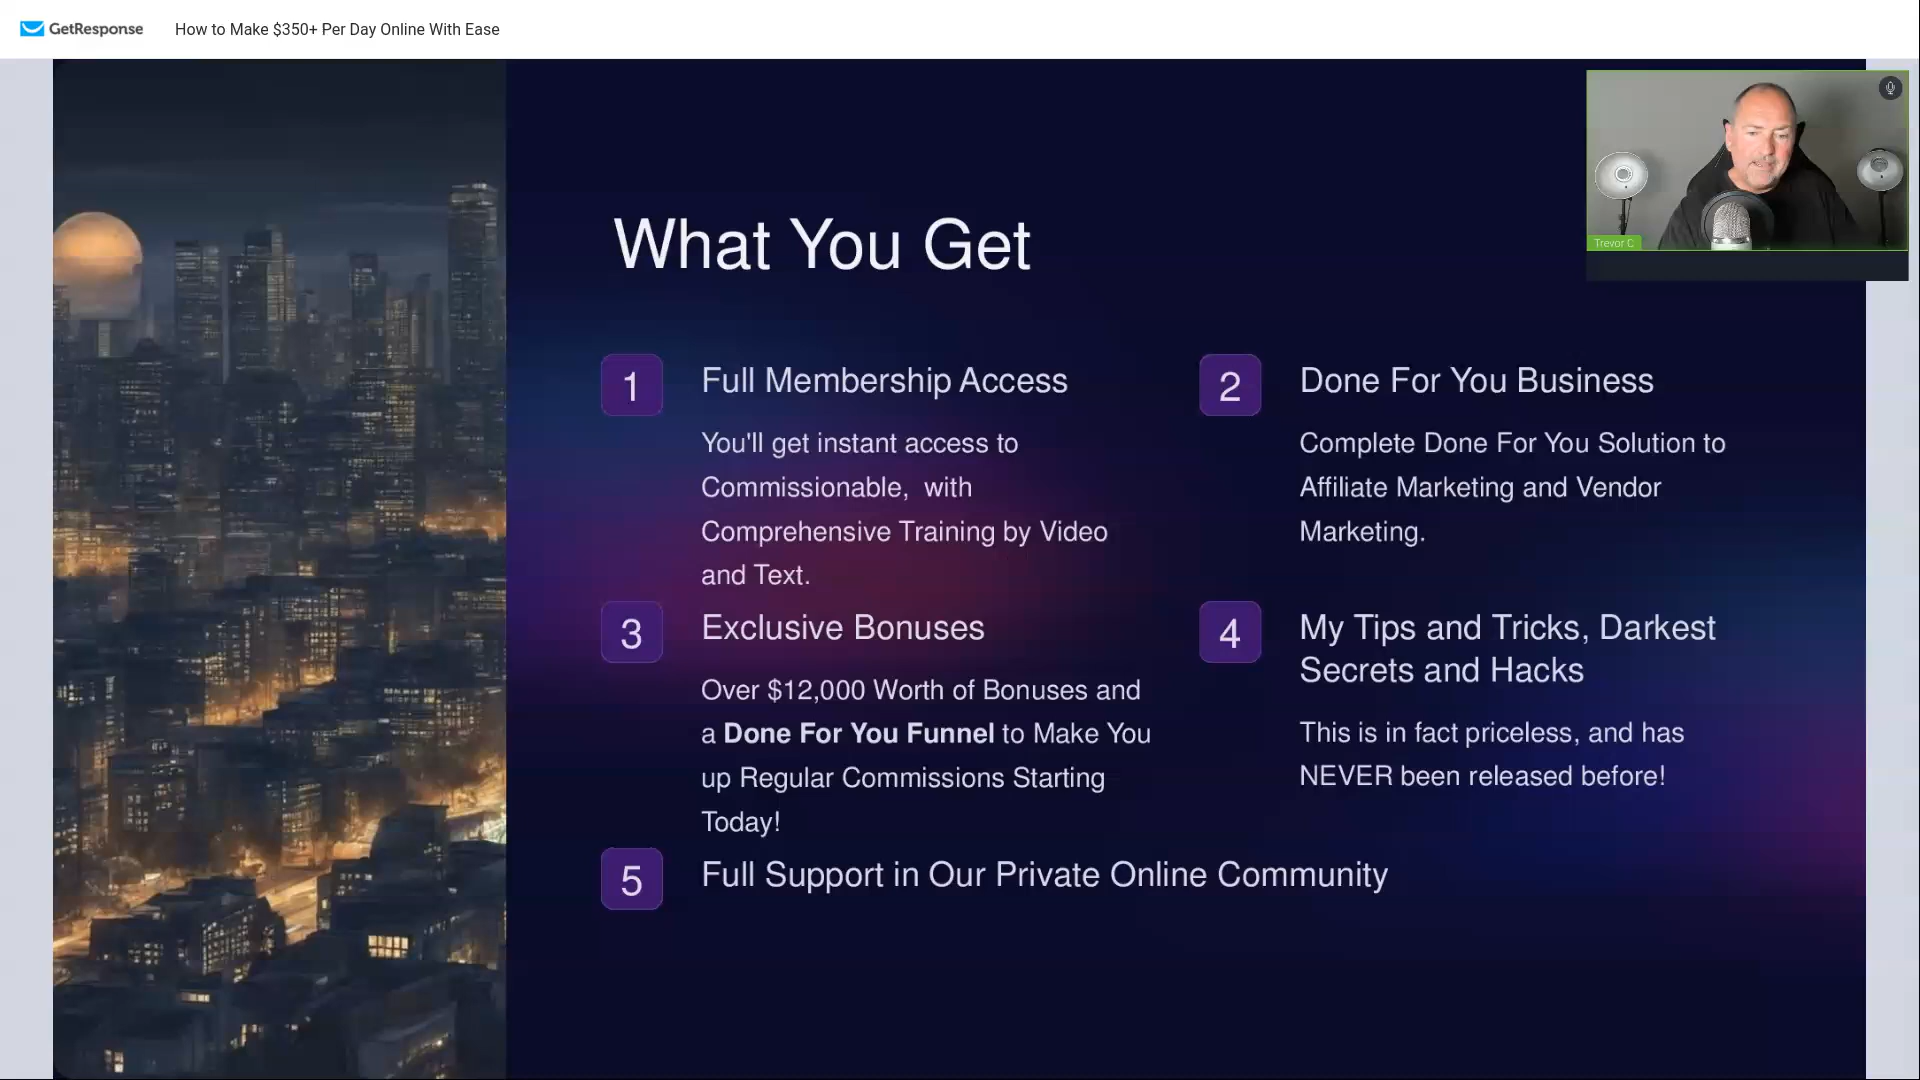 GetResponse
How to Make $350+ Per Day Online With Ease
Trevor C
What You Get
1
Full Membership Access
You'll get instant access to
Commissionable,  with
Comprehensive Training by Video
and Text.
2
Done For You Business
Complete Done For You Solution to
Affiliate Marketing and Vendor
Marketing.
3
Exclusive Bonuses
Over $12,000 Worth of Bonuses and
a Done For You Funnel to Make You
up Regular Commissions Starting
Today!
4
My Tips and Tricks, Darkest
Secrets and Hacks
This is in fact priceless, and has
NEVER been released before!
5
Full Support in Our Private Online Community